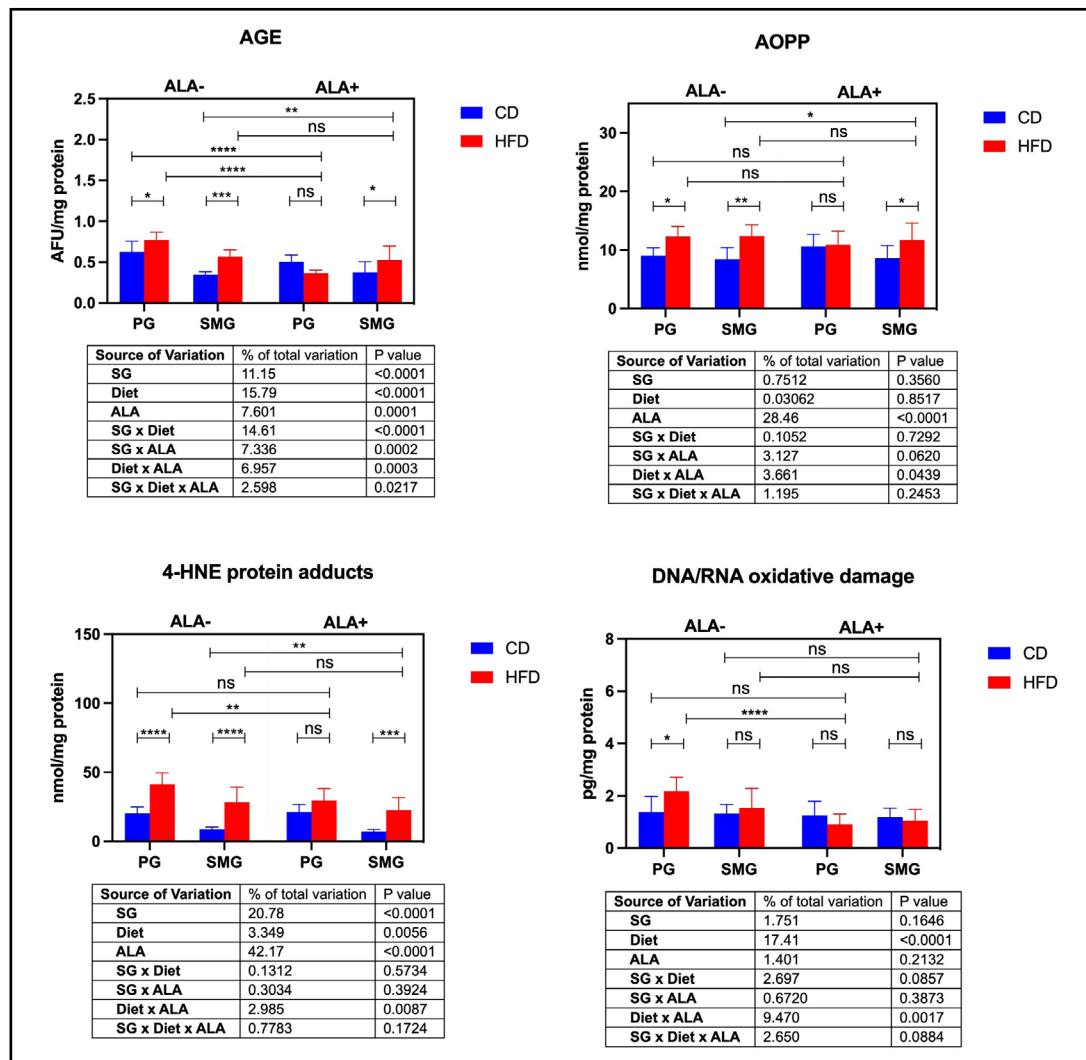 AGE
ALA- ALA+
CD
HFD
AFU/mg protein
2.5
2.0
1.5
1.0
0.5
0.0
**
ns
****
****
* *** ns *
PG SMG PG SMG
Source of Variation % of total variation P value
SG 11.15 <0.0001
Diet 15.79 <0.0001
ALA 7.601 0.0001
SG x Diet 14.61 <0.0001
SG x ALA 7.336 0.0002
Diet x ALA 6.957 0.0003
SG x Diet x ALA 2.598 0.0217
AOPP
ALA- ALA+
CD
HFD
nmol/mg protein
30
20
10
0
*
ns
ns
ns
* ** ns *
PG SMG PG SMG
Source of Variation % of total variation P value
SG 0.7512 0.3560
Diet 0.03062 0.8517
ALA 28.46 <0.0001
SG x Diet 0.1052 0.7292
SG x ALA 3.127 0.0620
Diet x ALA 3.661 0.0439
SG x Diet x ALA 1.195 0.2453
4-HNE protein adducts
ALA- ALA+
CD
HFD
nmol/mg protein
150
100
50
0
**
ns
ns
**
**** **** ns ***
PG SMG PG SMG
Source of Variation % of total variation P value
SG 20.78 <0.0001
Diet 3.349 0.0056
ALA 42.17 <0.0001
SG x Diet 0.1312 0.5734
SG x ALA 0.3034 0.3924
Diet x ALA 2.985 0.0087
SG x Diet x ALA 0.7783 0.1724
DNA/RNA oxidative damage
ALA- ALA+
CD
HFD
pg/mg protein
8
6
4
2
0
ns
ns
ns
****
* ns ns ns
PG SMG PG SMG
Source of Variation % of total variation P value
SG 1.751 0.1646
Diet 17.41 <0.0001
ALA 1.401 0.2132
SG x Diet 2.697 0.0857
SG x ALA 0.6720 0.3873
Diet x ALA 9.470 0.0017
SG x Diet x ALA 2.650 0.0884